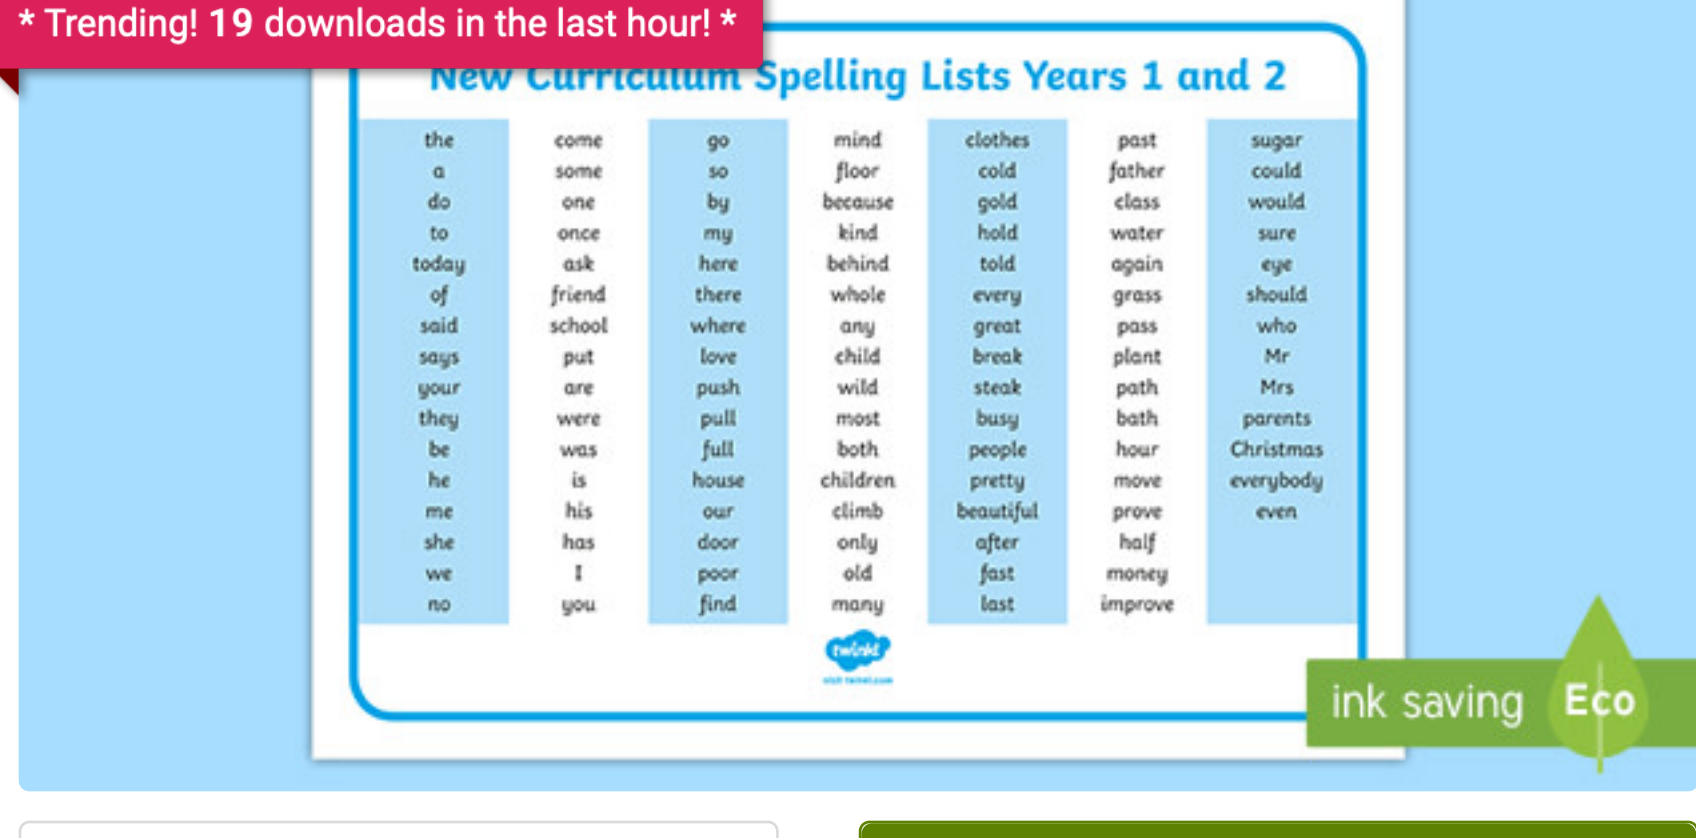 * Trending! 19 downloads in the last hour! *
New Curriculum Spelling Lists Years 1 and 2
the come go mind clothes past sugar
a some so floor cold father could
do one by because gold class would
to once my kind hold water sure
today ask here behind told again eye
of friend there whole every grass should
said school where any great pass who
says put love child break plant Mr
your are push wild steak path Mrs
they were pull most busy bath parents
be was full both people hour Christmas
he is house children pretty move everybody
me his our climb beautiful prove even
she has door only after half
we I poor old fast money
no you find many last improve
twinkl
ink saving Eco